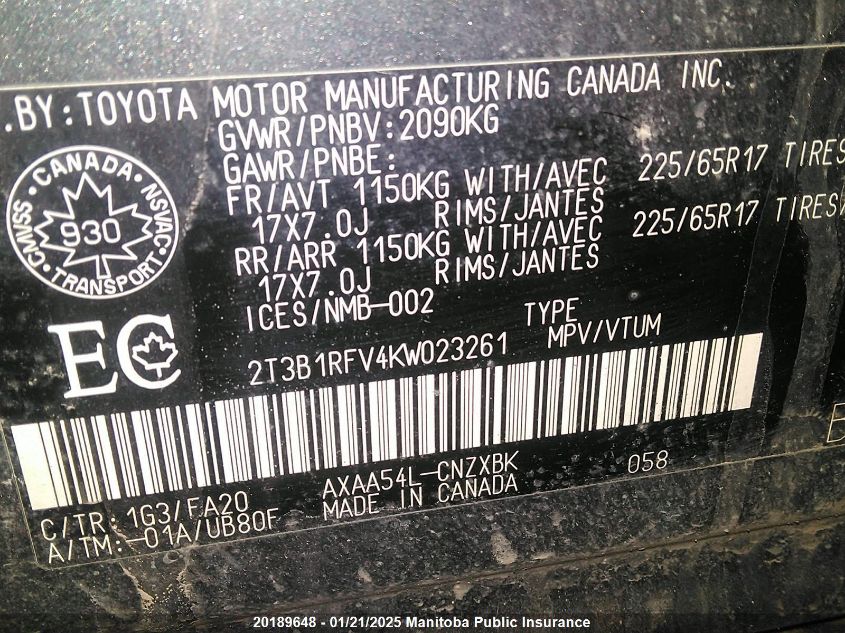 .BY:TOYOTA MOTOR MANUFACTURING CANADA INC.
GVWR/PNBV:2090KG
GAWR/PNBE:
FR/AVT 1150KG WITH/AVEC 225/65R17 TIRES
17X7.0J RIMS/JANTES
RR/ARR 1150KG WITH/AVEC 225/65R17 TIRES/
17X7.0J RIMS/JANTES
ICES/NMB-002
CANADA
CMVSS 930 NSVAC
TRANSPORT
EC
TYPE
2T3B1RFV4KW023261 MPV/VTUM
AXAA54L-CNZXBK 058
C/TR: 1G3/FA20 MADE IN CANADA
A/TM:-01A/UB80F
20189648 - 01/21/2025 Manitoba Public Insurance